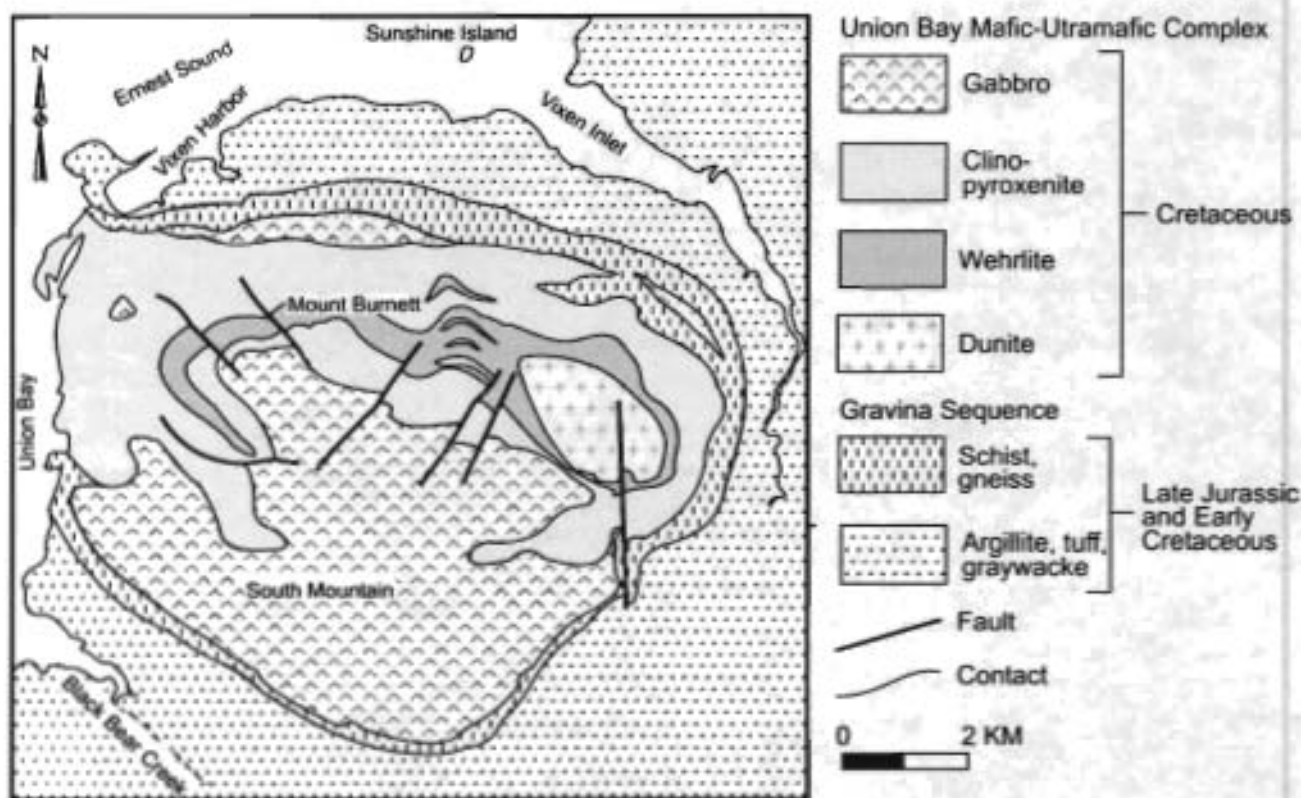 N
Sunshine Island
Ernest Sound
Vixen Harbor
Vixen Inlet
Mount Burnett
Union Bay
South Mountain
Black Bear Creek
Union Bay Mafic-Utramafic Complex
Gabbro
Clino-
pyroxenite
Wehrlite
Dunite
Cretaceous
Gravina Sequence
Schist,
gneiss
Argillite, tuff,
graywacke
Late Jurassic
and Early
Cretaceous
Fault
Contact
0 2 KM